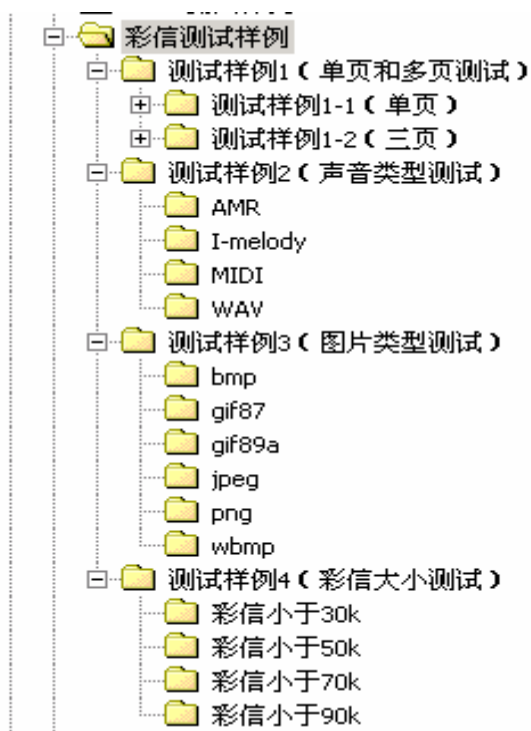 彩信测试样例
测试样例1(单页和多页测试)
测试样例1-1(单页)
测试样例1-2(三页)
测试样例2(声音类型测试)
AMR
I-melody
MIDI
WAV
测试样例3(图片类型测试)
bmp
gif87
gif89a
jpeg
png
wbmp
测试样例4(彩信大小测试)
彩信小于30k
彩信小于50k
彩信小于70k
彩信小于90k